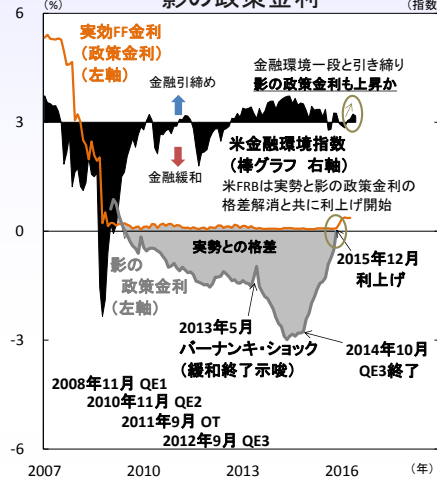 影の政策金利
(%)
(指数)
6
実効FF金利
(政策金利)
(左軸)
金融引締め
金融環境一段と引き締り
影の政策金利も上昇か
3
米金融環境指数
(棒グラフ 右軸)
金融緩和
米FRBは実勢と影の政策金利の
格差解消と共に利上げ開始
0
実勢との格差
影の
政策金利
(左軸)
2015年12月
利上げ
2013年5月
バーナンキ・ショック
(緩和終了示唆)
2014年10月
QE3終了
-3
2008年11月 QE1
2010年11月 QE2
2011年9月 OT
2012年9月 QE3
-6
2007
2010
2013
2016
(年)